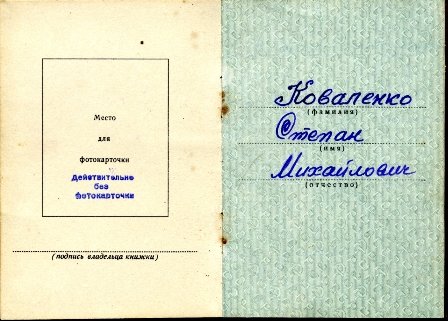 Место
для
фотокарточки
Действительно
без
фотокарточки
(подпись владельца книжки)
Коваленко
(фамилия)
Степан
(имя)
Михайлович
(отчество)